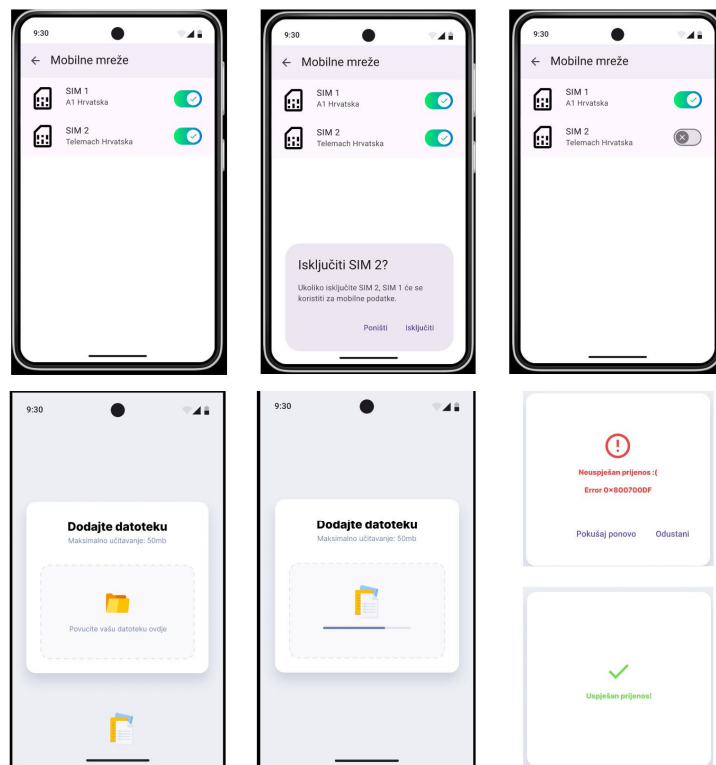 9:30
Mobilne mreže
SIM 1
A1 Hrvatska
SIM 2
Telemach Hrvatska
9:30
Mobilne mreže
SIM 1
A1 Hrvatska
SIM 2
Telemach Hrvatska
Isključiti SIM 2?
Ukoliko isključite SIM 2, SIM 1 će se
koristiti za mobilne podatke.
Poništi Isključiti
9:30
Mobilne mreže
SIM 1
A1 Hrvatska
SIM 2
Telemach Hrvatska
9:30
Dodajte datoteku
Maksimalno učitavanje: 50mb
Povucite vašu datoteku ovdje
9:30
Dodajte datoteku
Maksimalno učitavanje: 50mb
Neuspješan prijenos :(
Error 0x800700DF
Pokušaj ponovo Odustani
Uspješan prijenos!